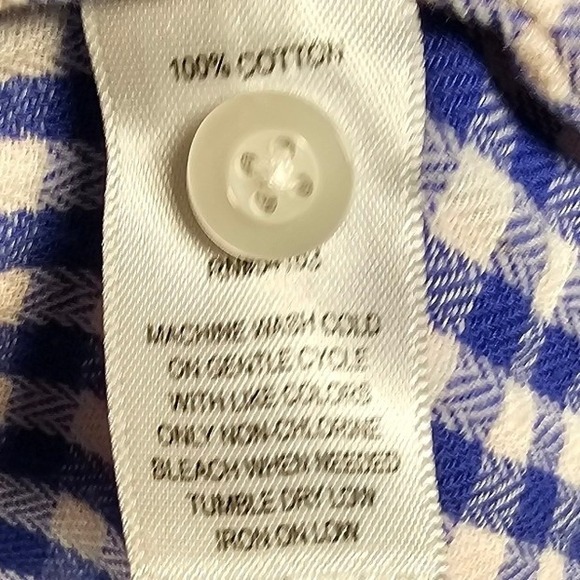 100% COTTON
MACHINE WASH COLD
ON GENTLE CYCLE
WITH LIKE COLORS
ONLY NON-CHLORINE
BLEACH WHEN NEEDED
TUMBLE DRY LOW
IRON ON LOW